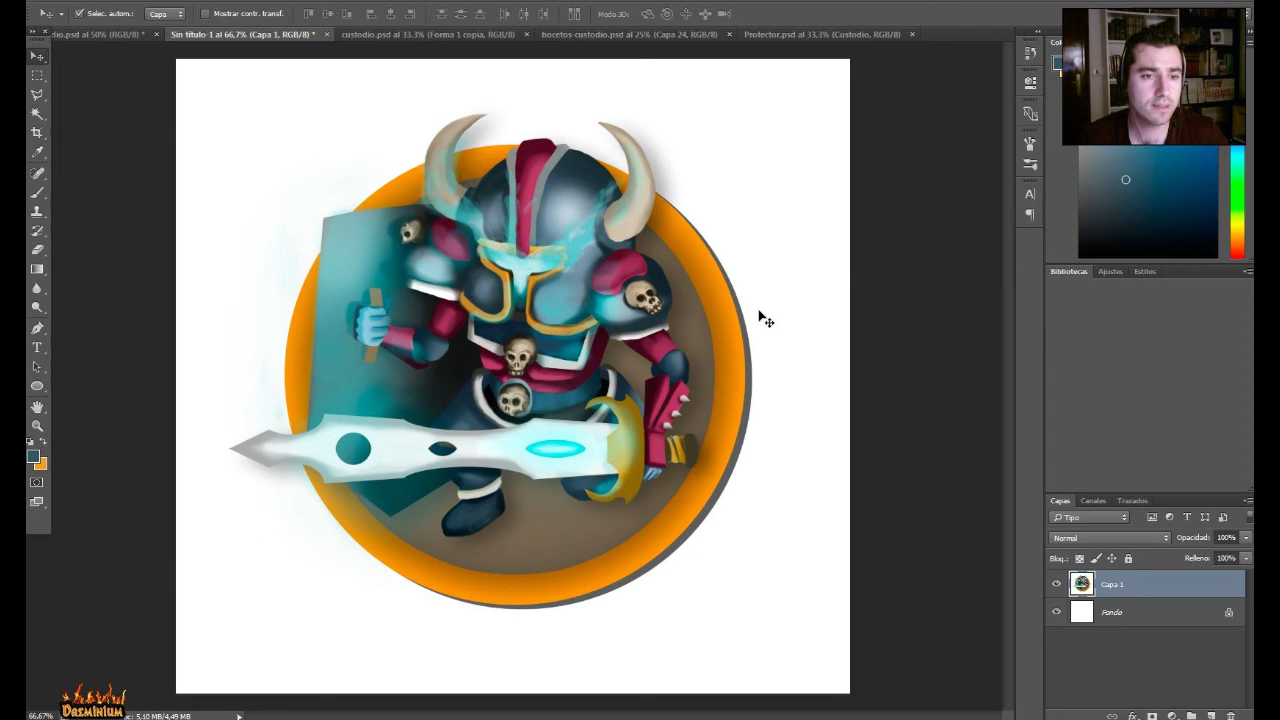 Selec. autom.: Capa Mostrar contr. transf. Modo 3D:
dio.psd al 50% (RGB/8) * × Sin título-1 al 66,7% (Capa 1, RGB/8) * × custodio.psd al 33,3% (Forma 1 copia, RGB/8) × bocetos-custodio.psd al 25% (Capa 24, RGB/8) × Protector.psd al 33,3% (Custodio, RGB/8) ×
Bibliotecas Ajustes Estilos
Capas Canales Trazados
Tipo
Normal Opacidad: 100%
Bloq.: Relleno: 100%
Capa 1
Fondo
DAEMINIUM
66,67% : 5,10 MB/4,49 MB